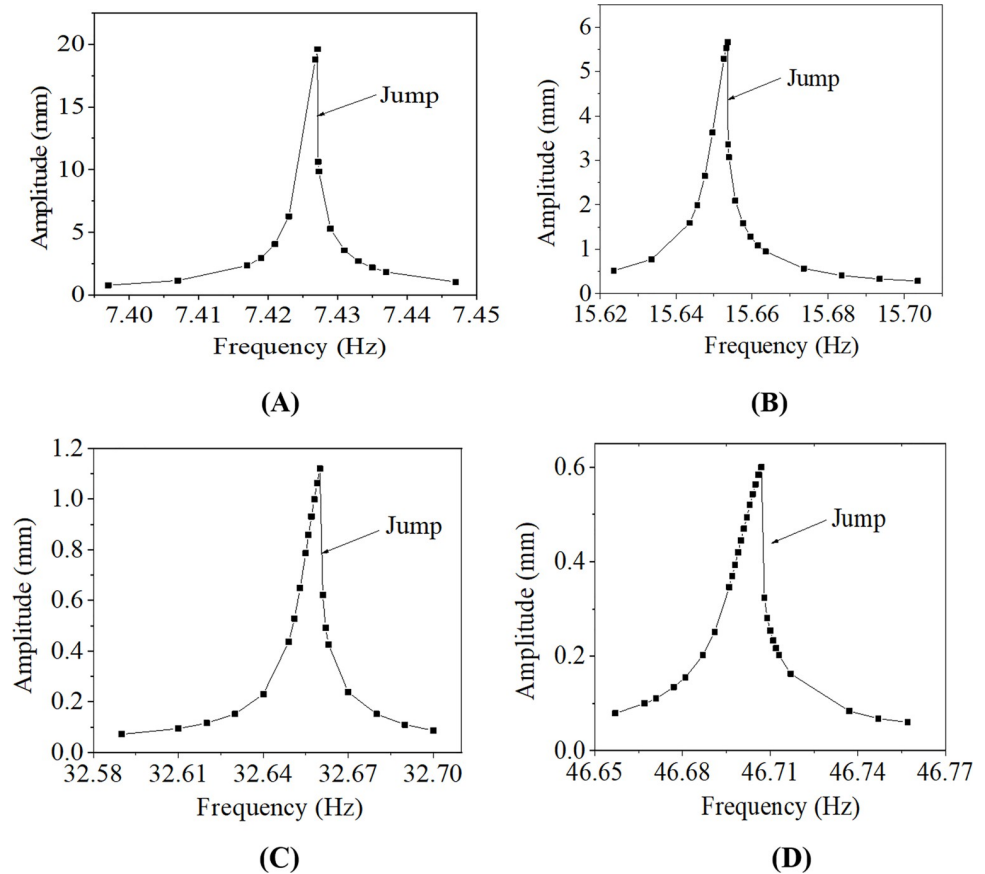 20
15
10
5
0
Amplitude (mm)
Jump
7.40 7.41 7.42 7.43 7.44 7.45
Frequency (Hz)
(A)
6
5
4
3
2
1
0
Amplitude (mm)
Jump
15.62 15.64 15.66 15.68 15.70
Frequency (Hz)
(B)
1.2
1.0
0.8
0.6
0.4
0.2
0.0
Amplitude (mm)
Jump
32.58 32.61 32.64 32.67 32.70
Frequency (Hz)
(C)
0.6
0.4
0.2
0.0
Amplitude (mm)
Jump
46.65 46.68 46.71 46.74 46.77
Frequency (Hz)
(D)